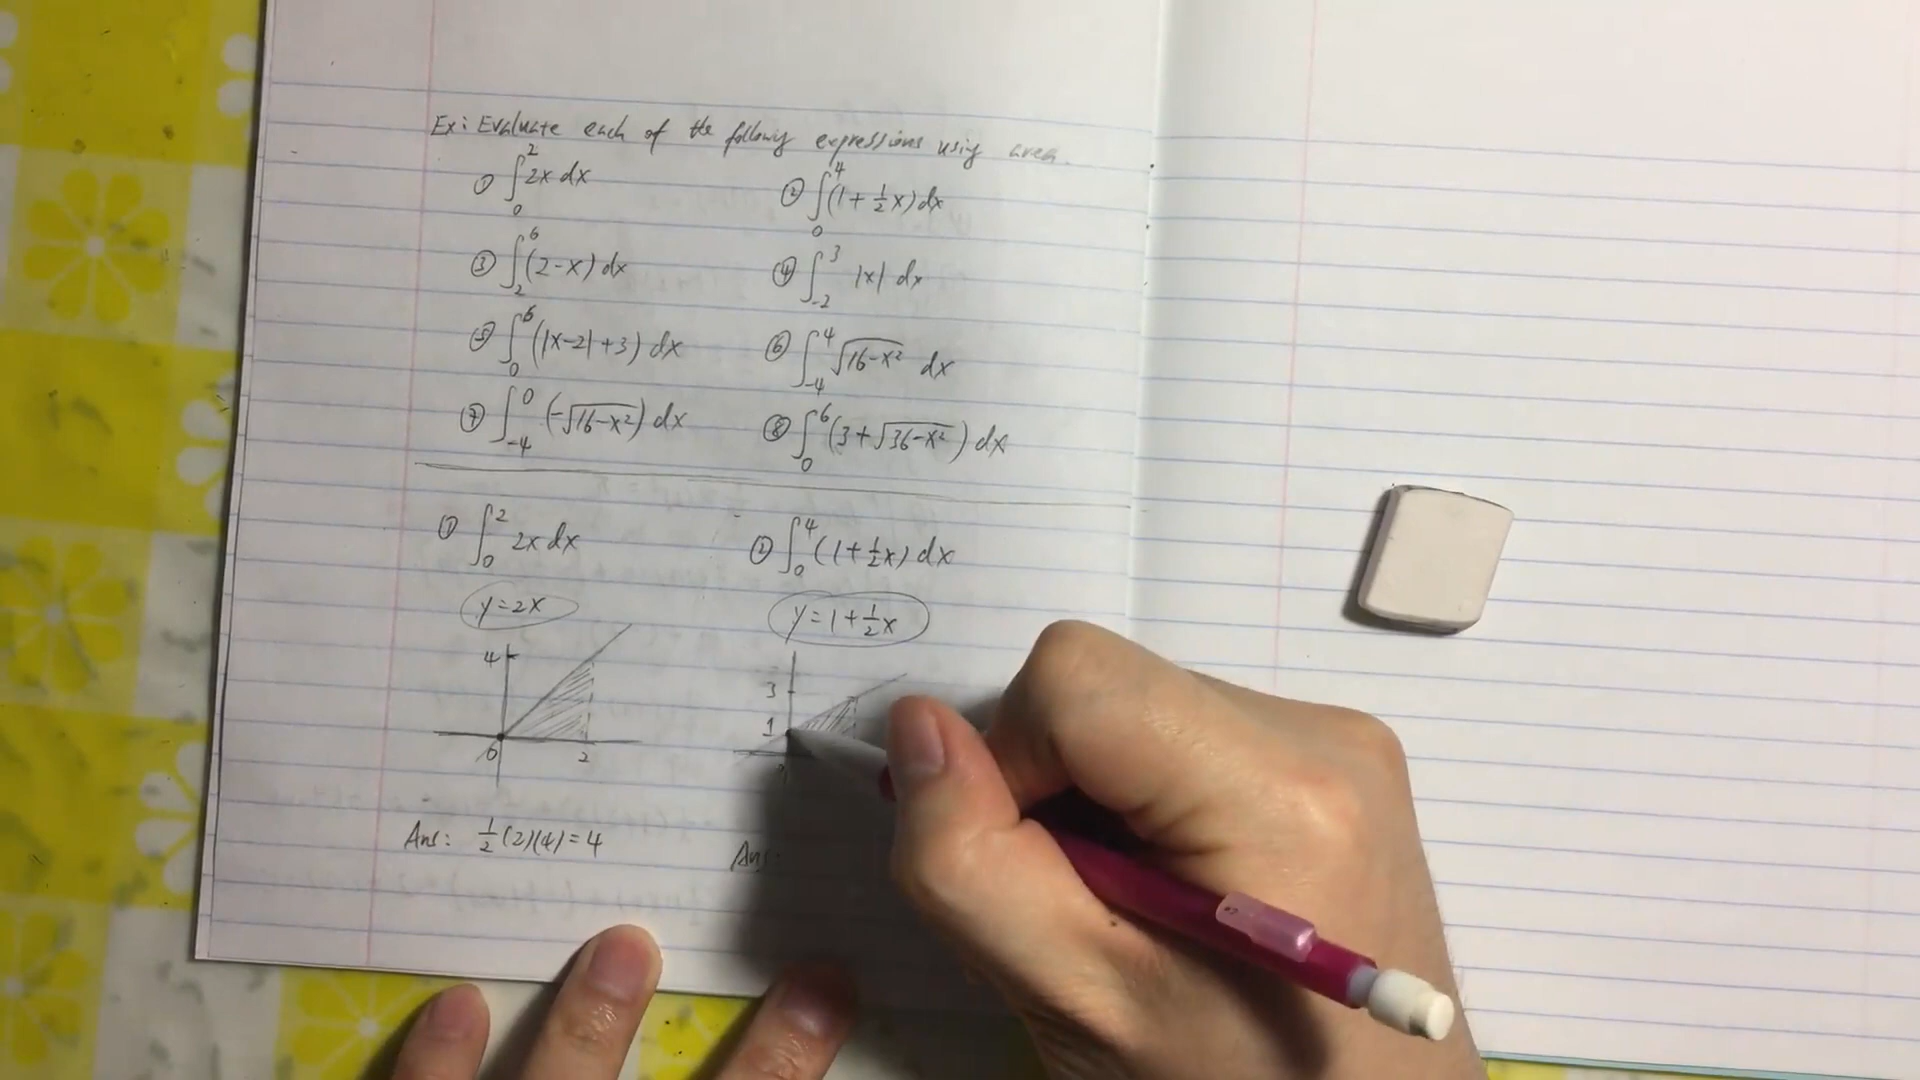 Ex: Evaluate each of the following expressions using area.
① ∫₀² 2x dx ② ∫₀⁴ (1 + ½x) dx
③ ∫₂⁶ (2-x) dx ④ ∫₋₂³ |x| dx
⑤ ∫₀⁶ (|x-2| + 3) dx ⑥ ∫₋₄⁴ √(16-x²) dx
⑦ ∫₋₄⁰ (-√(16-x²)) dx ⑧ ∫₀⁶ (3 + √(36-x²)) dx
① ∫₀² 2x dx ② ∫₀⁴ (1 + ½x) dx
y = 2x y = 1 + ½x
4 3
1
0 2
Ans: ½(2)(4) = 4 Ans: